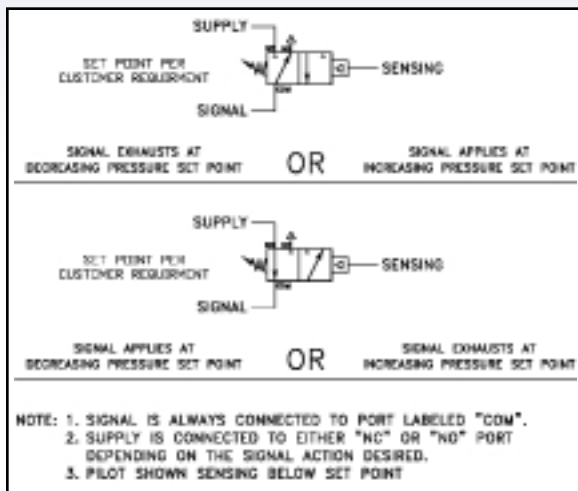 SUPPLY
SET POINT PER
CUSTOMER REQUIRMENT
SENSING
COM
SIGNAL
SIGNAL EXHAUSTS AT
DECREASING PRESSURE SET POINT
OR
SIGNAL APPLIES AT
INCREASING PRESSURE SET POINT
SUPPLY
SET POINT PER
CUSTOMER REQUIRMENT
SENSING
COM
SIGNAL
SIGNAL APPLIES AT
DECREASING PRESSURE SET POINT
OR
SIGNAL EXHAUSTS AT
INCREASING PRESSURE SET POINT
NOTE: 1. SIGNAL IS ALWAYS CONNECTED TO PORT LABELED "COM".
2. SUPPLY IS CONNECTED TO EITHER "NC" OR "NO" PORT
DEPENDING ON THE SIGNAL ACTION DESIRED.
3. PILOT SHOWN SENSING BELOW SET POINT